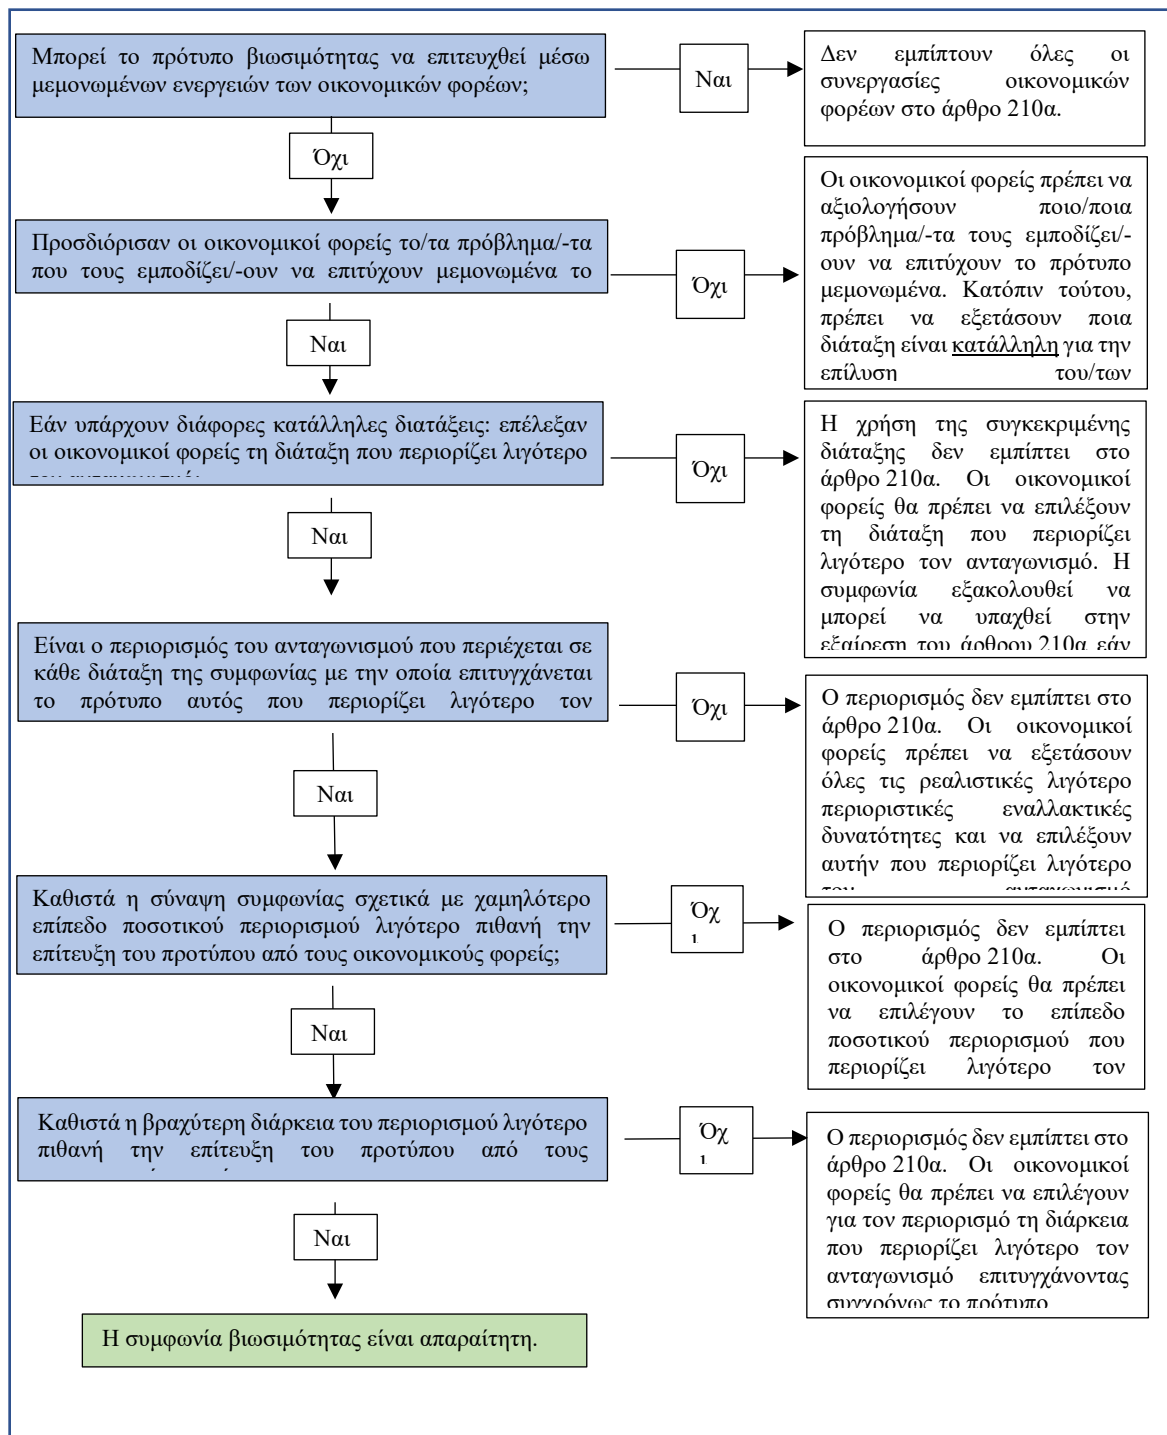 Μπορεί το πρότυπο βιωσιμότητας να επιτευχθεί μέσω
μεμονωμένων ενεργειών των οικονομικών φορέων;
Ναι
Δεν εμπίπτουν όλες οι
συνεργασίες οικονομικών
φορέων στο άρθρο 210α.
Όχι
Προσδιόρισαν οι οικονομικοί φορείς το/τα πρόβλημα/-τα
που τους εμποδίζει/-ουν να επιτύχουν μεμονωμένα το
Όχι
Οι οικονομικοί φορείς πρέπει να
αξιολογήσουν ποιο/ποια
πρόβλημα/-τα τους εμποδίζει/-
ουν να επιτύχουν το πρότυπο
μεμονωμένα. Κατόπιν τούτου,
πρέπει να εξετάσουν ποια
διάταξη είναι κατάλληλη για την
επίλυση του/των
Ναι
Εάν υπάρχουν διάφορες κατάλληλες διατάξεις: επέλεξαν
οι οικονομικοί φορείς τη διάταξη που περιορίζει λιγότερο
Όχι
Η χρήση της συγκεκριμένης
διάταξης δεν εμπίπτει στο
άρθρο 210α. Οι οικονομικοί
φορείς θα πρέπει να επιλέξουν
τη διάταξη που περιορίζει
λιγότερο τον ανταγωνισμό. Η
συμφωνία εξακολουθεί να
μπορεί να υπαχθεί στην
εξαίρεση του άρθρου 210α εάν
Ναι
Είναι ο περιορισμός του ανταγωνισμού που περιέχεται σε
κάθε διάταξη της συμφωνίας με την οποία επιτυγχάνεται
το πρότυπο αυτός που περιορίζει λιγότερο τον
Όχι
Ο περιορισμός δεν εμπίπτει στο
άρθρο 210α. Οι οικονομικοί
φορείς πρέπει να εξετάσουν
όλες τις ρεαλιστικές λιγότερο
περιοριστικές εναλλακτικές
δυνατότητες και να επιλέξουν
αυτήν που περιορίζει λιγότερο
τον ανταγωνισμό
Ναι
Καθιστά η σύναψη συμφωνίας σχετικά με χαμηλότερο
επίπεδο ποσοτικού περιορισμού λιγότερο πιθανή την
επίτευξη του προτύπου από τους οικονομικούς φορείς;
Όχ
ι
Ο περιορισμός δεν εμπίπτει
στο άρθρο 210α. Οι
οικονομικοί φορείς θα πρέπει
να επιλέγουν το επίπεδο
ποσοτικού περιορισμού που
περιορίζει λιγότερο τον
Ναι
Καθιστά η βραχύτερη διάρκεια του περιορισμού λιγότερο
πιθανή την επίτευξη του προτύπου από τους
Όχ
ι
Ο περιορισμός δεν εμπίπτει στο
άρθρο 210α. Οι οικονομικοί
φορείς θα πρέπει να επιλέγουν
για τον περιορισμό τη διάρκεια
που περιορίζει λιγότερο τον
ανταγωνισμό επιτυγχάνοντας
συγχρόνως το πρότυπο
Ναι
Η συμφωνία βιωσιμότητας είναι απαραίτητη.